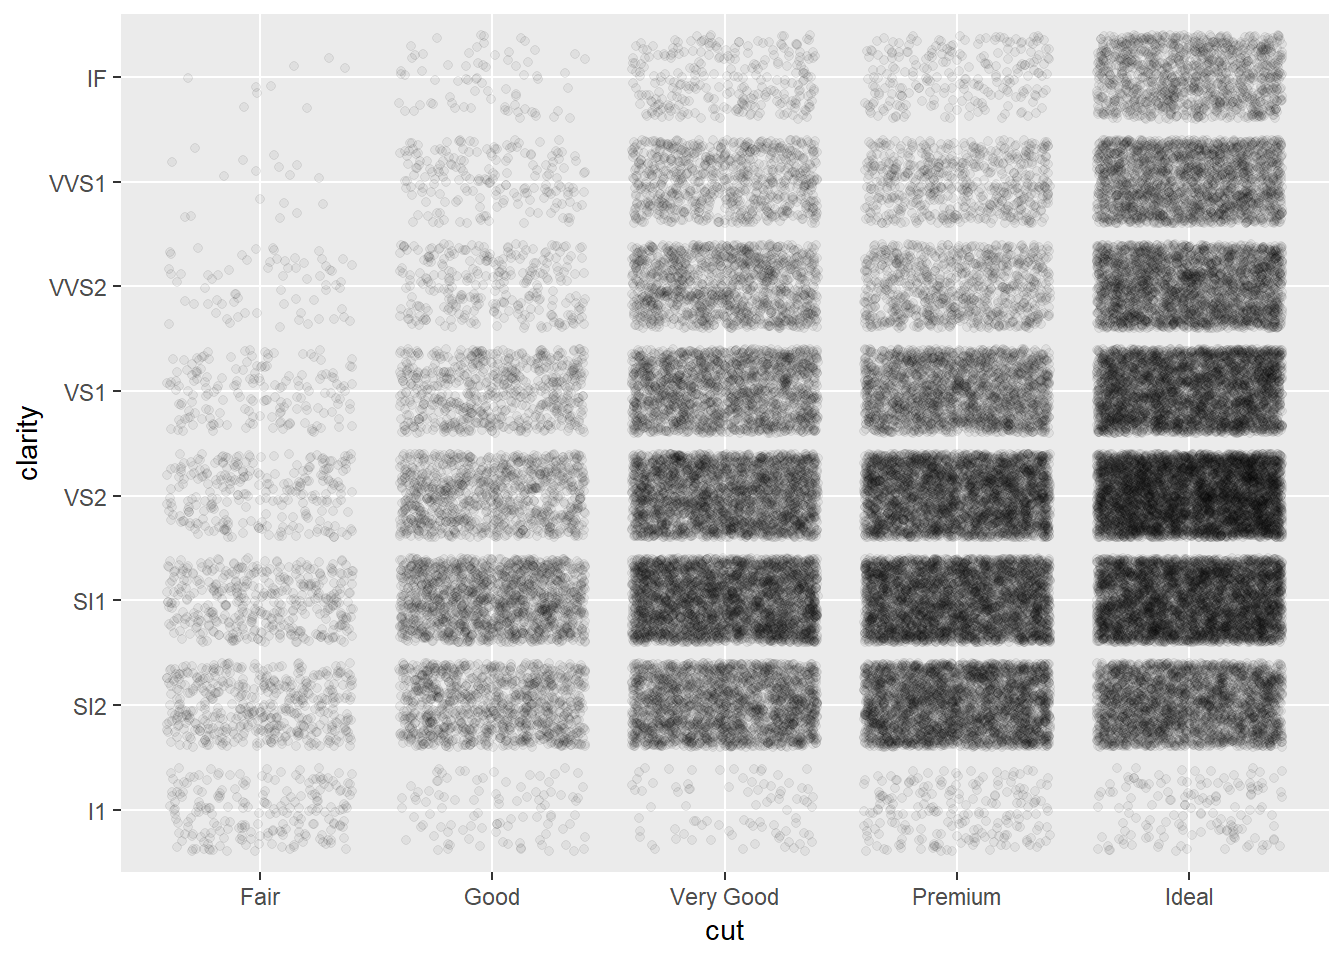 IF
VVS1
VVS2
VS1
VS2
SI1
SI2
I1
clarity
Fair Good Very Good Premium Ideal
cut